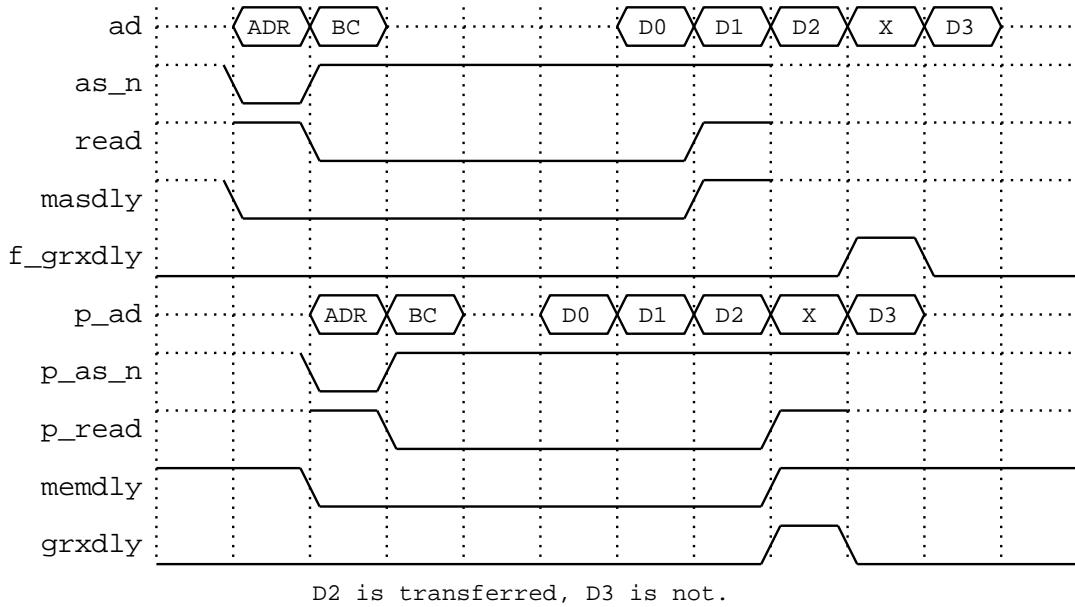 ad ADR BC D0 D1 D2 X D3
as_n
read
masdly
f_grxdly
p_ad ADR BC D0 D1 D2 X D3
p_as_n
p_read
memdly
grxdly
D2 is transferred, D3 is not.